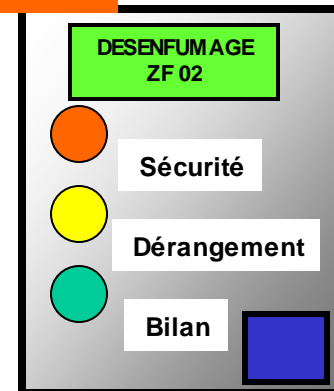 DESENFUMAGE
ZF 02
Sécurité
Dérangement
Bilan